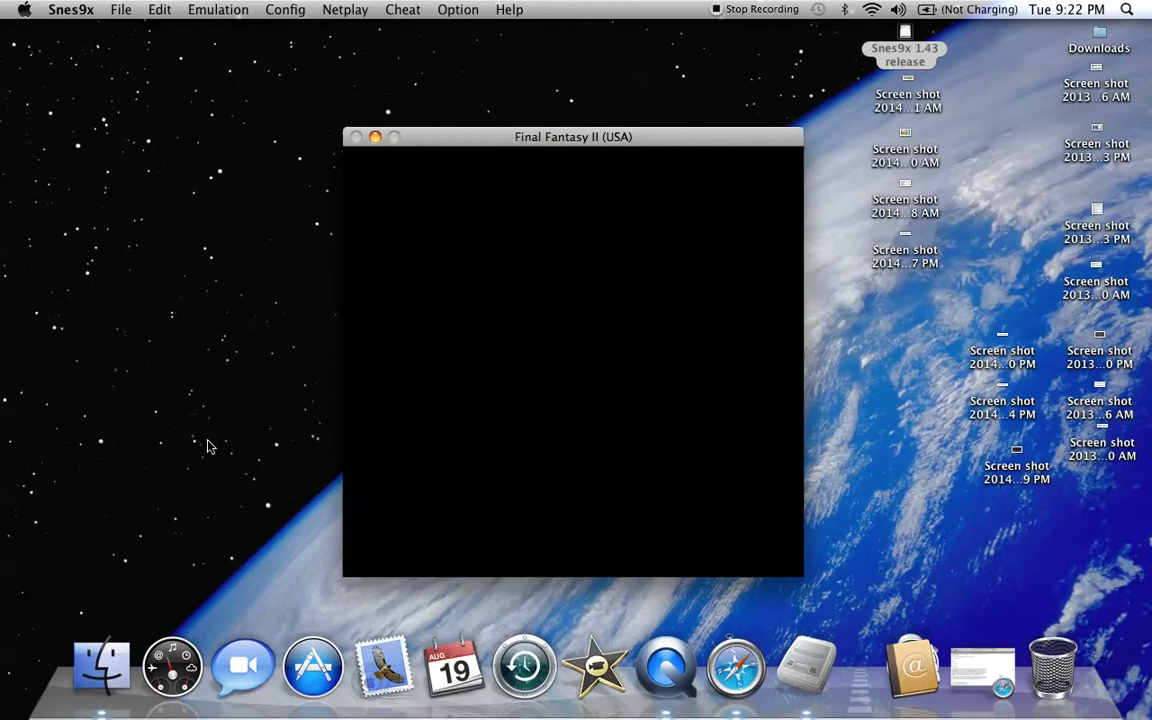 Snes9x File Edit Emulation Config Netplay Cheat Option Help Stop Recording (Not Charging) Tue 9:22 PM
Final Fantasy II (USA)
Snes9x 1.43
release
Screen shot
2014...1 AM
Screen shot
2014...0 AM
Screen shot
2014...8 AM
Screen shot
2014...7 PM
Downloads
Screen shot
2013...6 AM
Screen shot
2013...3 PM
Screen shot
2013...3 PM
Screen shot
2013...0 AM
Screen shot
2014...0 PM
Screen shot
2013...0 PM
Screen shot
2014...4 PM
Screen shot
2013...6 AM
Screen shot
2013...0 AM
Screen shot
2014...9 PM
AUG
19